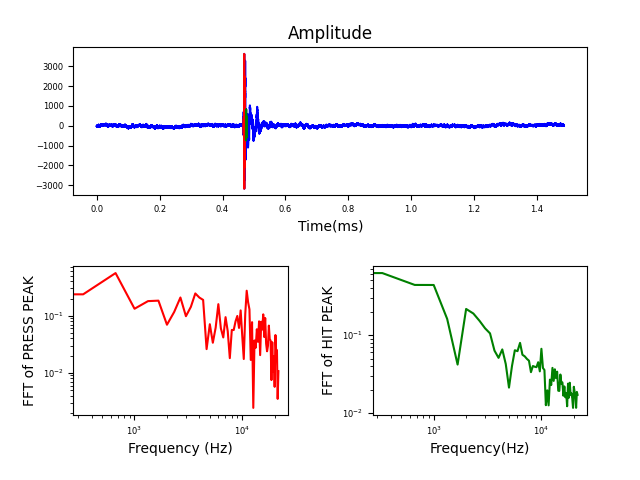 Amplitude
3000
2000
1000
0
−1000
−2000
−3000
0.0 0.2 0.4 0.6 0.8 1.0 1.2 1.4
Time(ms)
FFT of PRESS PEAK
10⁻¹
10⁻²
10³ 10⁴
Frequency (Hz)
FFT of HIT PEAK
10⁻¹
10⁻²
10³ 10⁴
Frequency(Hz)